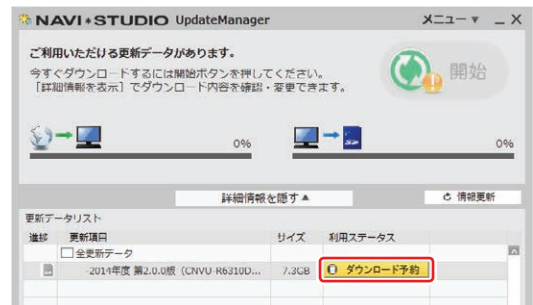 NAVI*STUDIO UpdateManager メニュー ▼ _ X
ご利用いただける更新データがあります。
今すぐダウンロードするには開始ボタンを押してください。
[詳細情報を表示]でダウンロード内容を確認・変更できます。
開始
0% 0%
詳細情報を隠す▲ 情報更新
更新データリスト
進捗 更新項目 サイズ 利用ステータス
全更新データ
-2014年度 第2.0.0版 (CNVU-R6310D... 7.3GB ダウンロード予約